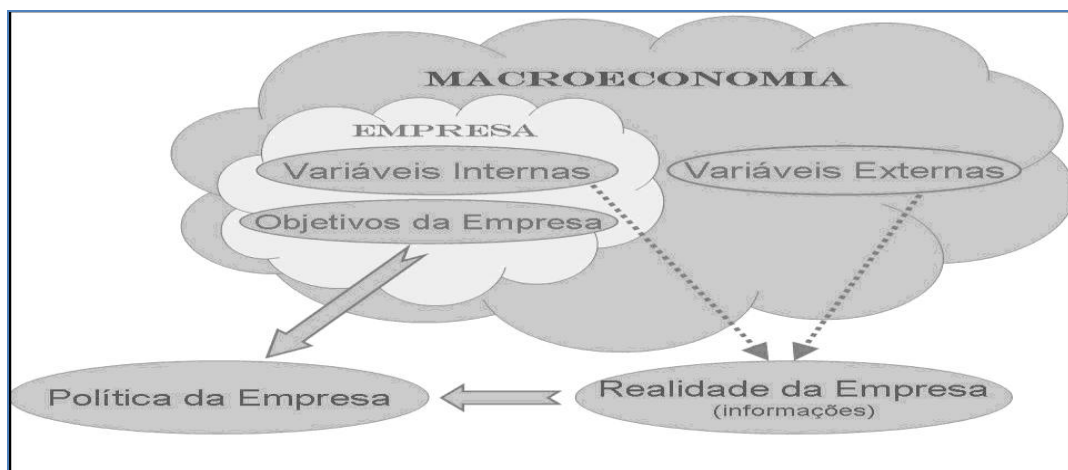 MACROECONOMIA
EMPRESA
Variáveis Internas
Variáveis Externas
Objetivos da Empresa
Política da Empresa
Realidade da Empresa
(informações)